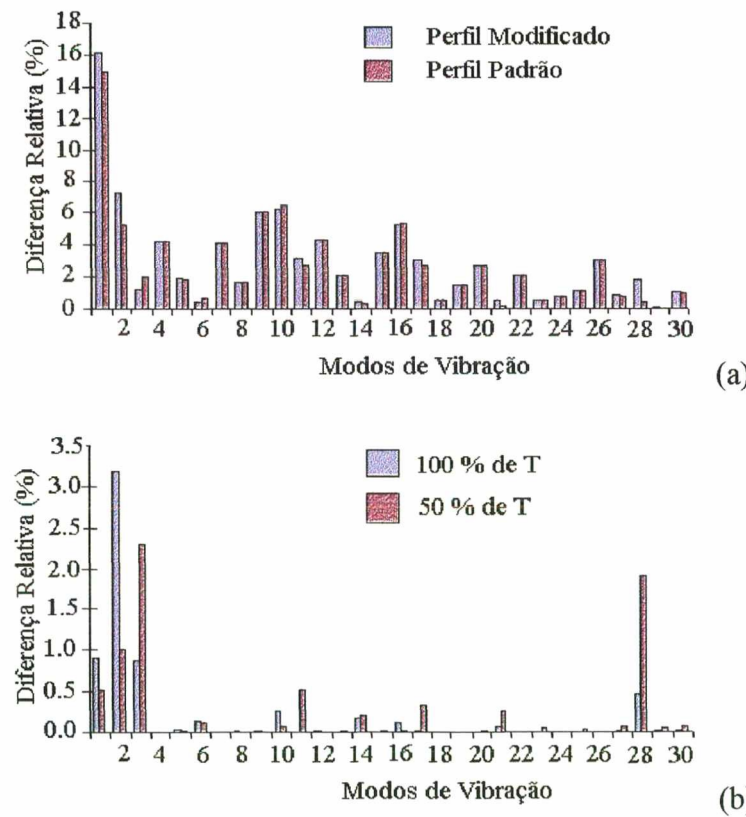 18
16
14
12
10
8
6
4
2
0
Diferença Relativa (%)
Perfil Modificado
Perfil Padrão
2 4 6 8 10 12 14 16 18 20 22 24 26 28 30
Modos de Vibração
(a)
3.5
3.0
2.5
2.0
1.5
1.0
0.5
0.0
Diferença Relativa (%)
100 % de T
50 % de T
2 4 6 8 10 12 14 16 18 20 22 24 26 28 30
Modos de Vibração
(b)